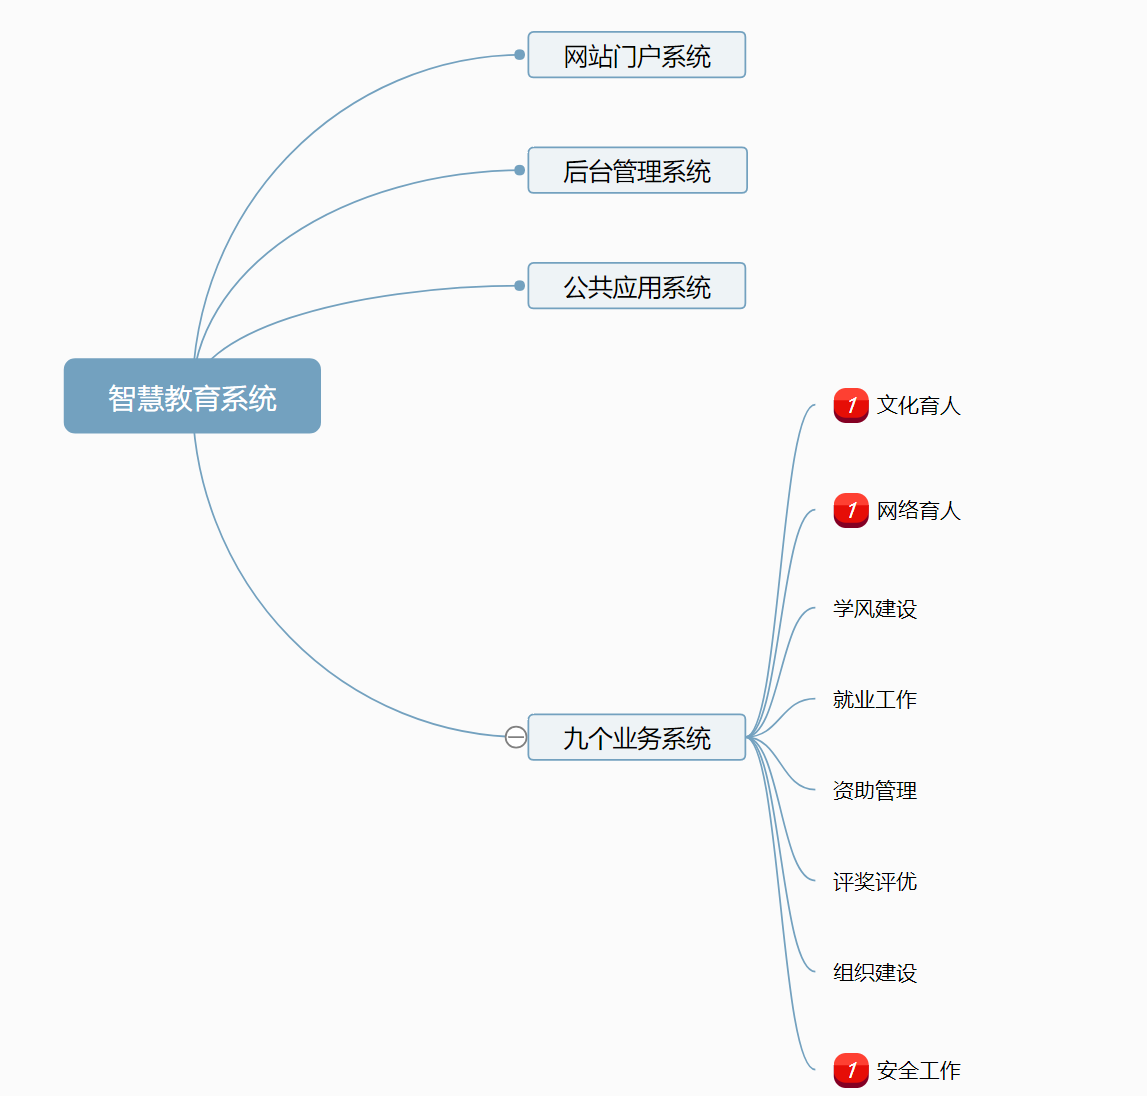 网站门户系统
后台管理系统
公共应用系统
智慧教育系统
1 文化育人
1 网络育人
学风建设
就业工作
九个业务系统
资助管理
评奖评优
组织建设
1 安全工作